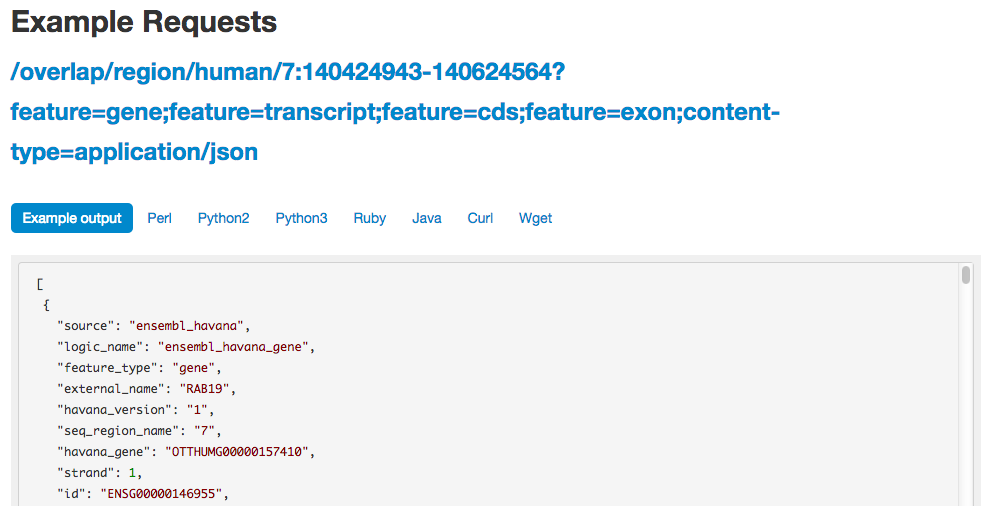 Example Requests
/overlap/region/human/7:140424943-140624564?
feature=gene;feature=transcript;feature=cds;feature=exon;content-
type=application/json
Example output Perl Python2 Python3 Ruby Java Curl Wget
[
{
"source": "ensembl_havana",
"logic_name": "ensembl_havana_gene",
"feature_type": "gene",
"external_name": "RAB19",
"havana_version": "1",
"seq_region_name": "7",
"havana_gene": "OTTHUMG00000157410",
"strand": 1,
"id": "ENSG00000146955",